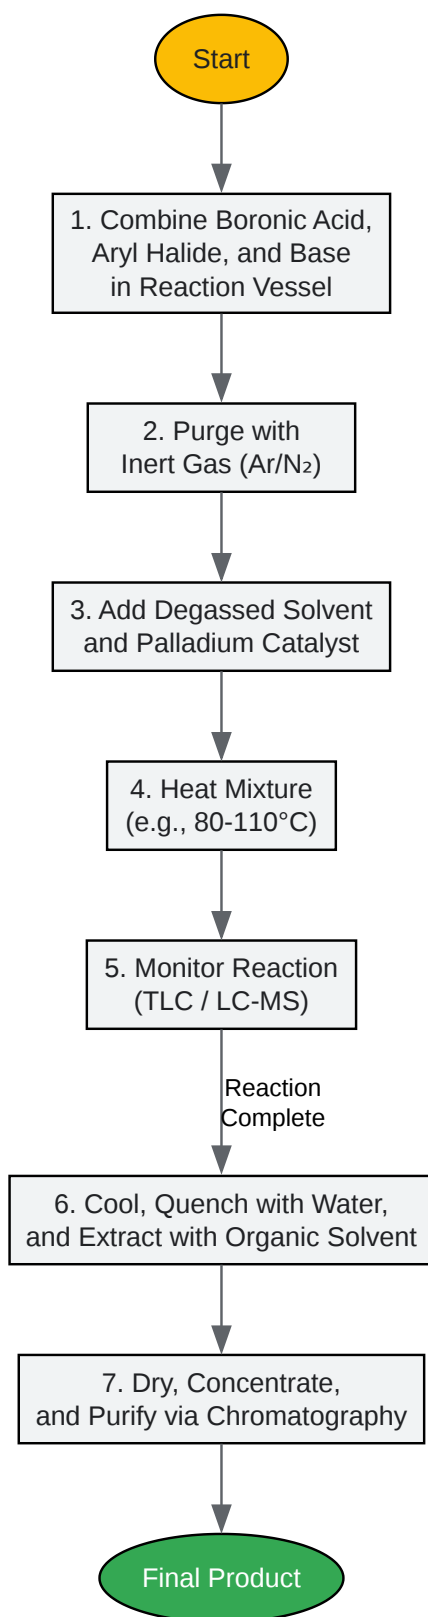 Start
1. Combine Boronic Acid,
Aryl Halide, and Base
in Reaction Vessel
2. Purge with
Inert Gas (Ar/N₂)
3. Add Degassed Solvent
and Palladium Catalyst
4. Heat Mixture
(e.g., 80-110°C)
5. Monitor Reaction
(TLC / LC-MS)
Reaction
Complete
6. Cool, Quench with Water,
and Extract with Organic Solvent
7. Dry, Concentrate,
and Purify via Chromatography
Final Product